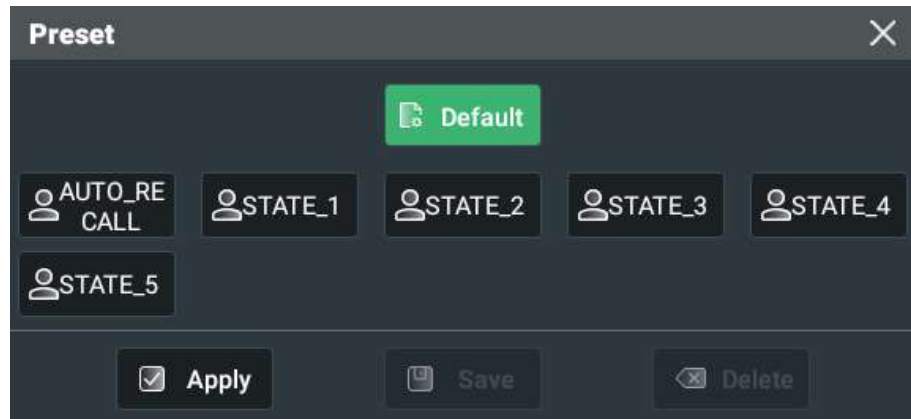 Preset
Default
AUTO_RE
CALL
STATE_1
STATE_2
STATE_3
STATE_4
STATE_5
Apply
Save
Delete